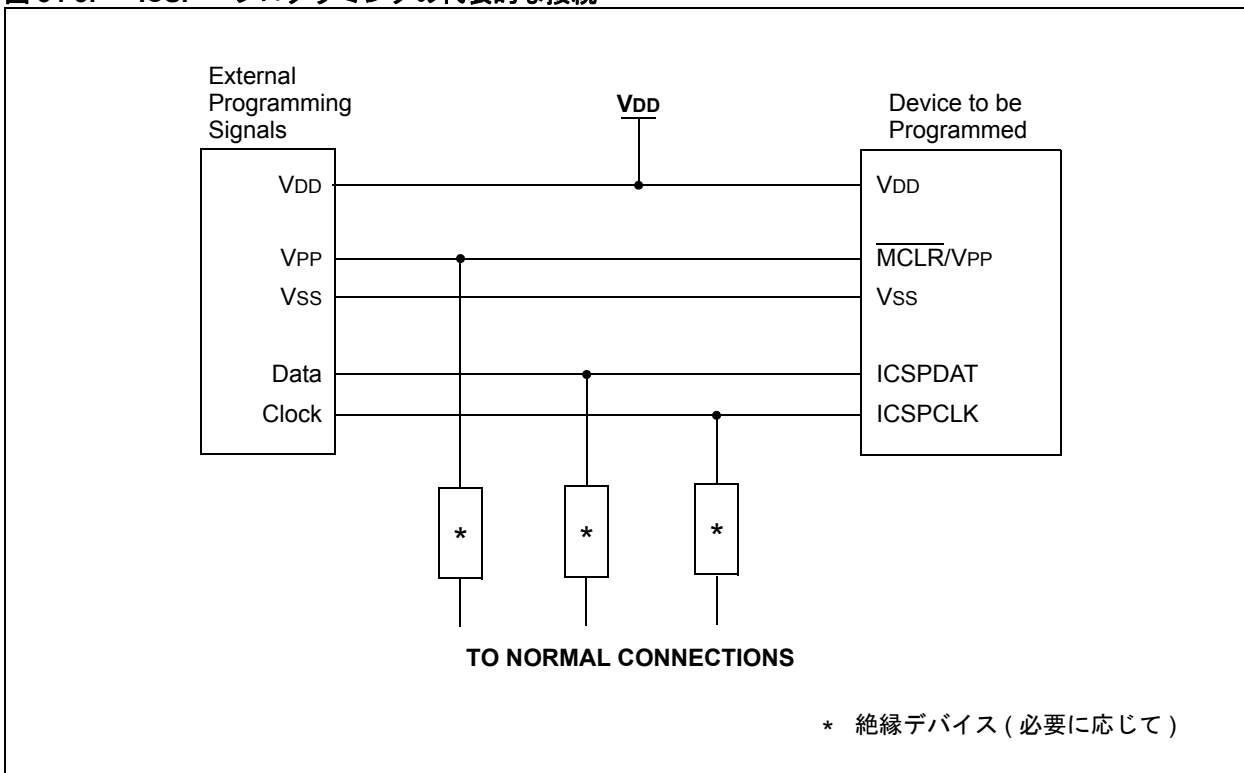 External
Programming
Signals
VDD
Device to be
Programmed
VDD
VDD
VPP
MCLR/VPP
VSS
VSS
Data
ICSPDAT
Clock
ICSPCLK
*
*
*
TO NORMAL CONNECTIONS
* 絶縁デバイス ( 必要に応じて )